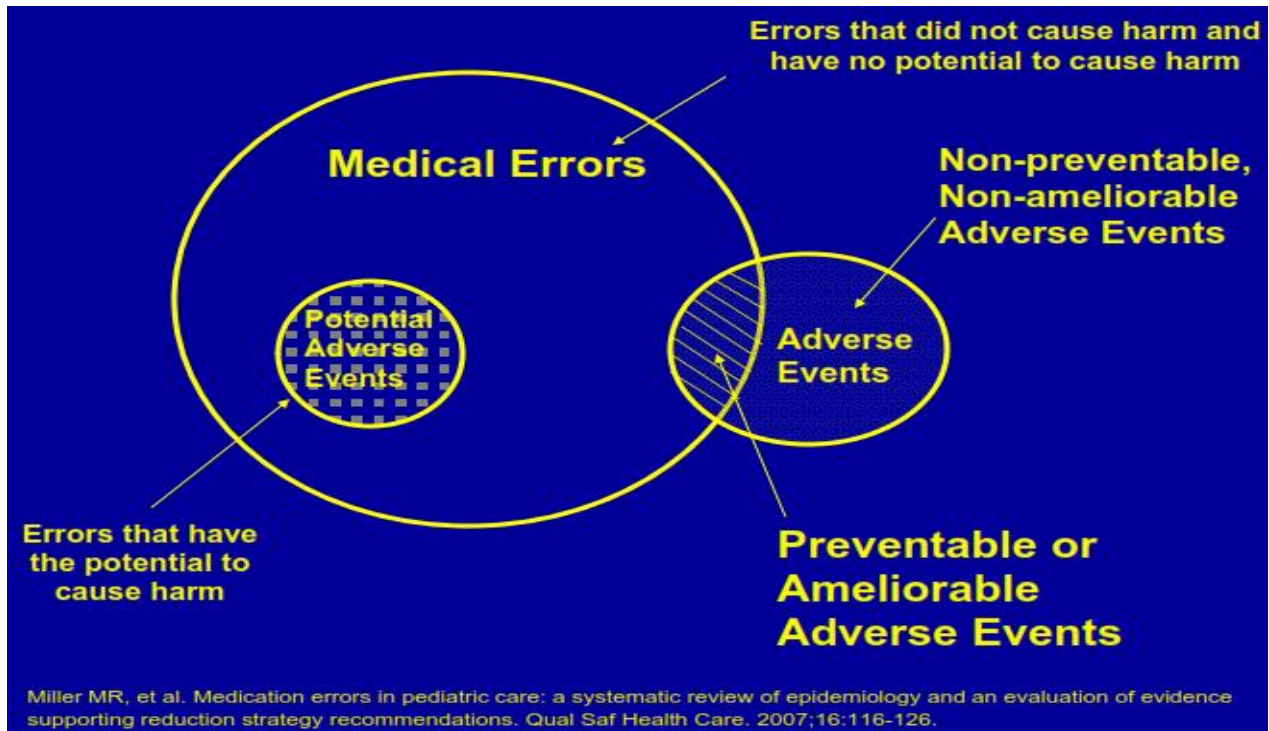 Errors that did not cause harm and
have no potential to cause harm
Medical Errors
Non-preventable,
Non-ameliorable
Adverse Events
Potential
Adverse
Events
Adverse
Events
Errors that have
the potential to
cause harm
Preventable or
Ameliorable
Adverse Events
Miller MR, et al. Medication errors in pediatric care: a systematic review of epidemiology and an evaluation of evidence
supporting reduction strategy recommendations. Qual Saf Health Care. 2007;16:116-126.